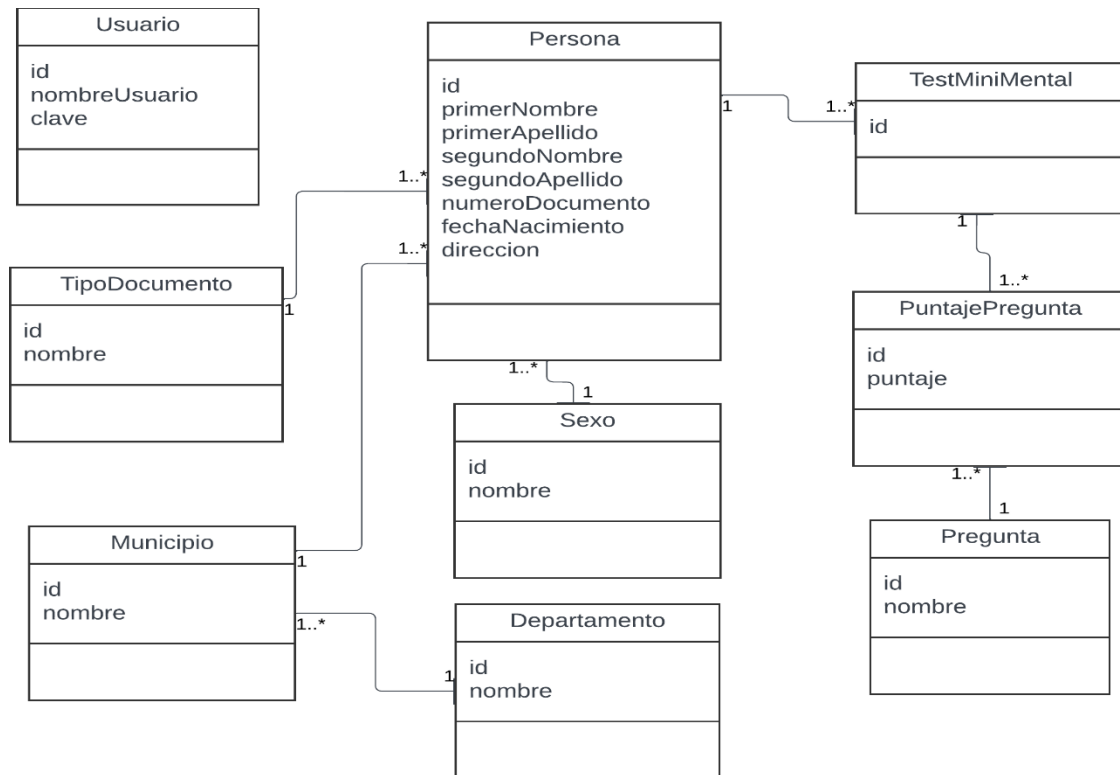 Usuario
id
nombreUsuario
clave
Persona
id
primerNombre
primerApellido
segundoNombre
segundoApellido
numeroDocumento
fechaNacimiento
direccion
TestMiniMental
id
1
1..*
1..*
1..*
1
1..*
TipoDocumento
id
nombre
1
PuntajePregunta
id
puntaje
1..*
1
Sexo
id
nombre
1..*
1
Municipio
id
nombre
1
1..*
Departamento
id
nombre
1
Pregunta
id
nombre